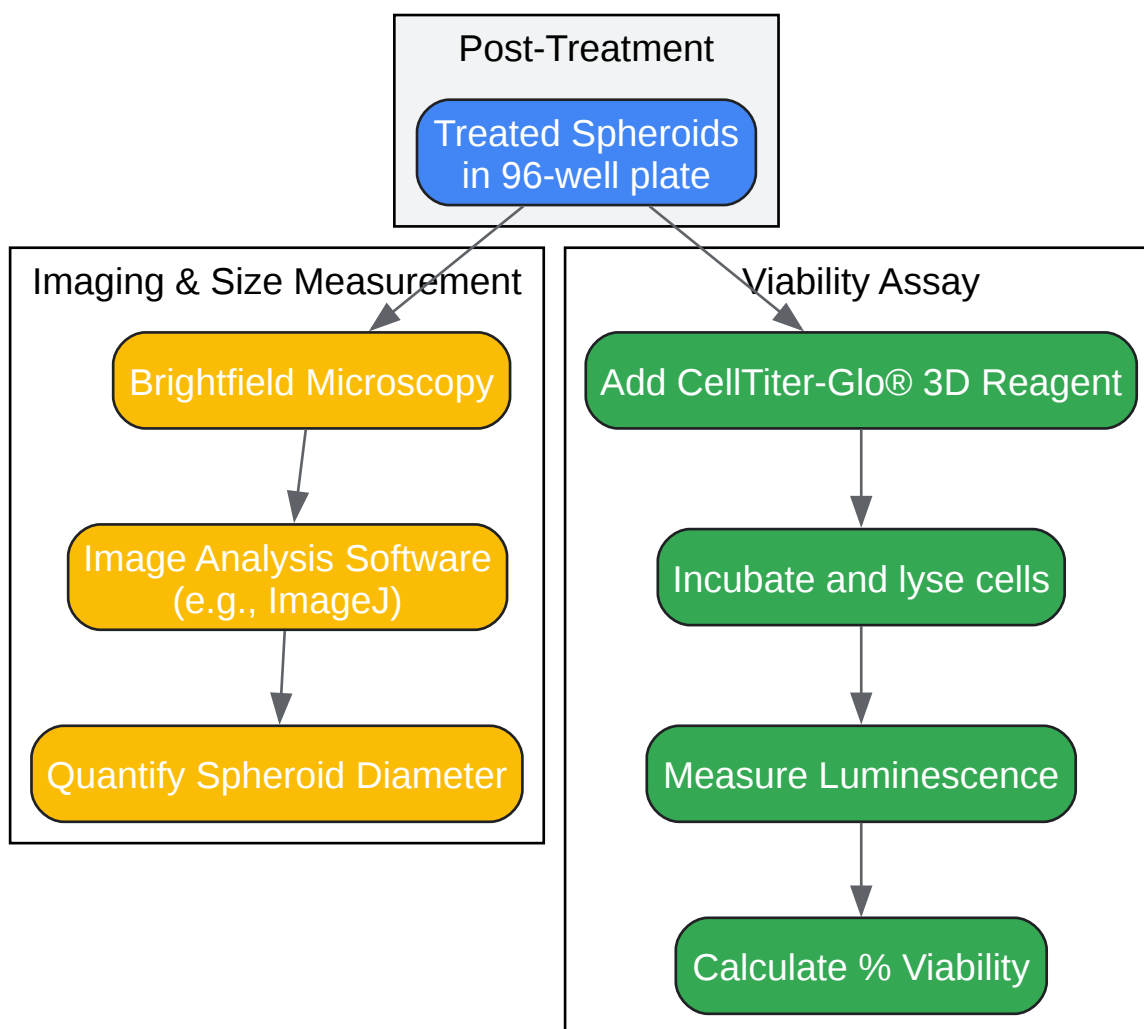 Post-Treatment
Treated Spheroids
in 96-well plate
Imaging & Size Measurement
Brightfield Microscopy
Image Analysis Software
(e.g., ImageJ)
Quantify Spheroid Diameter
Viability Assay
Add CellTiter-Glo® 3D Reagent
Incubate and lyse cells
Measure Luminescence
Calculate % Viability